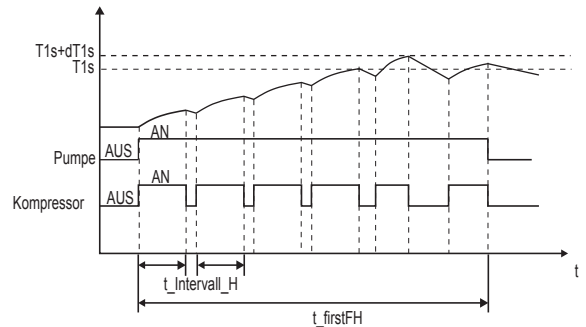 T1s+dT1s
T1s
AN
Pumpe
AUS
AN
Kompressor
AUS
t
t_Intervall_H
t_firstFH